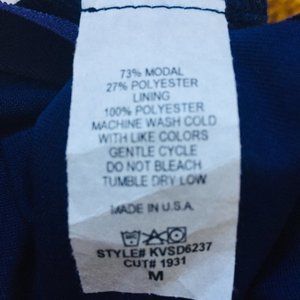 73% MODAL
27% POLYESTER
LINING
100% POLYESTER
MACHINE WASH COLD
WITH LIKE COLORS
GENTLE CYCLE
DO NOT BLEACH
TUMBLE DRY LOW
MADE IN U.S.A.
STYLE# KVSD6237
CUT# 1931
M